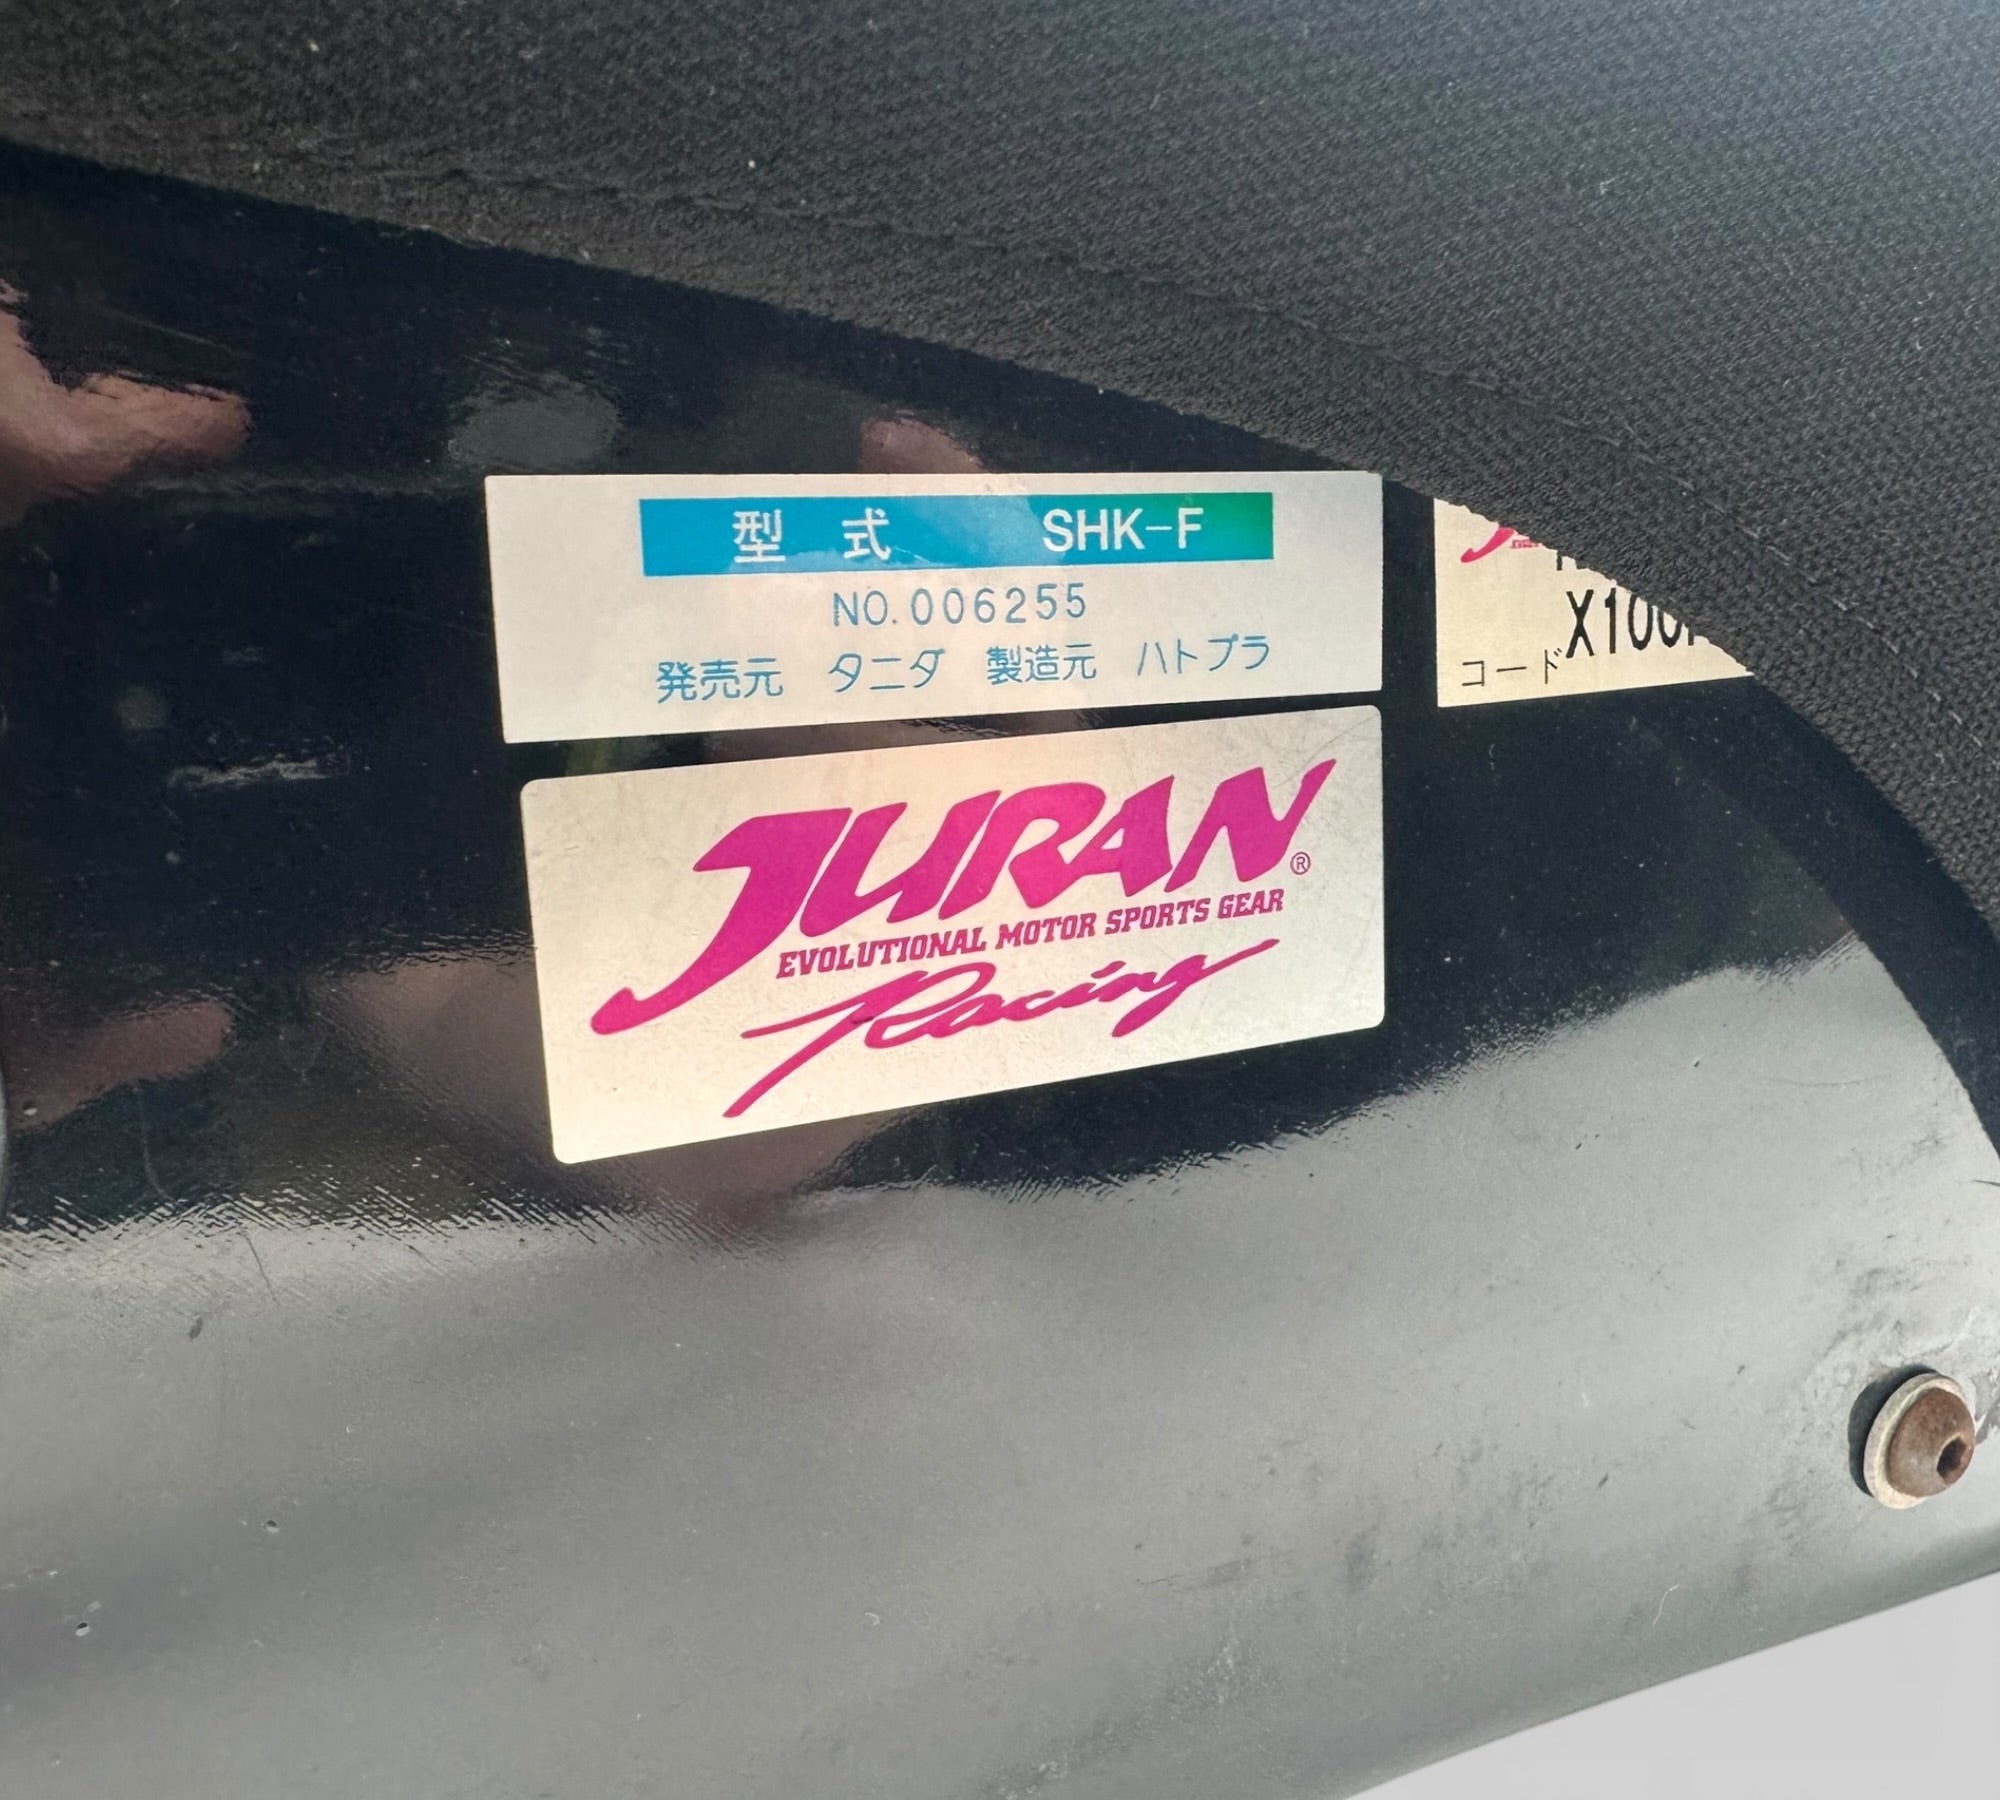 型 式 SHK-F
NO.006255
発売元 タニダ 製造元 ハトプラ
JURAN®
EVOLUTIONAL MOTOR SPORTS GEAR
Racing
コード